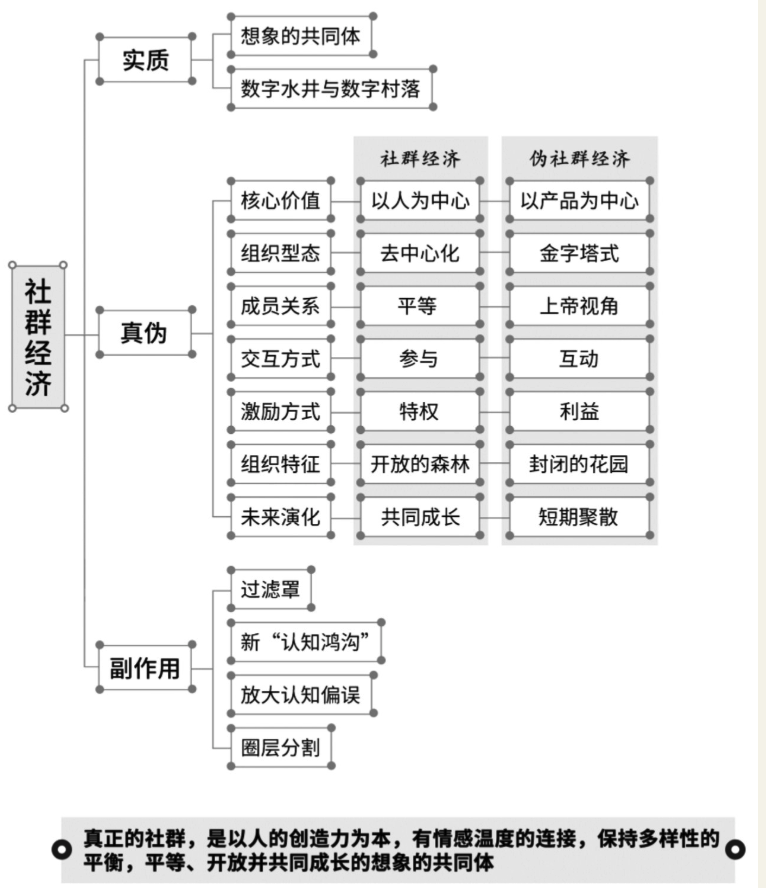 社群经济
实质
想象的共同体
数字水井与数字村落
真伪
社群经济 伪社群经济
核心价值 以人为中心 以产品为中心
组织型态 去中心化 金字塔式
成员关系 平等 上帝视角
交互方式 参与 互动
激励方式 特权 利益
组织特征 开放的森林 封闭的花园
未来演化 共同成长 短期聚散
副作用
过滤罩
新“认知鸿沟”
放大认知偏误
圈层分割
真正的社群，是以人的创造力为本，有情感温度的连接，保持多样性的
平衡，平等、开放并共同成长的想象的共同体